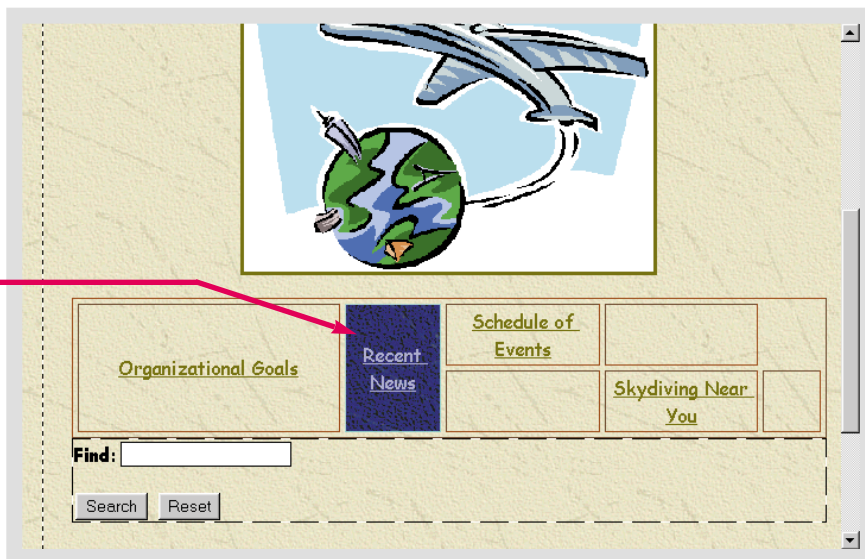 Organizational Goals
Recent
News
Schedule of
Events
Skydiving Near
You
Find:
Search Reset